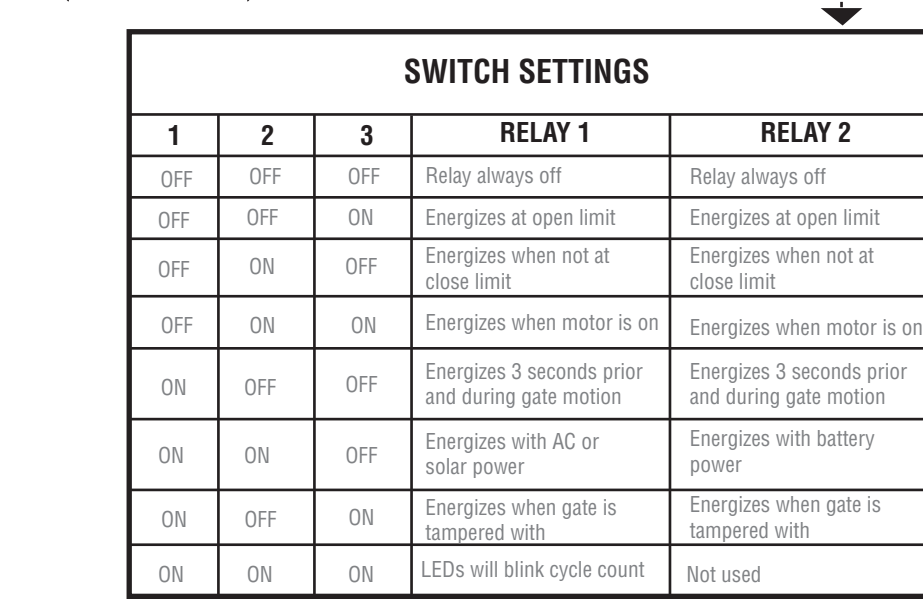 SWITCH SETTINGS
1 2 3 RELAY 1 RELAY 2
OFF OFF OFF Relay always off Relay always off
OFF OFF ON Energizes at open limit Energizes at open limit
OFF ON OFF Energizes when not at close limit Energizes when not at close limit
OFF ON ON Energizes when motor is on Energizes when motor is on
ON OFF OFF Energizes 3 seconds prior and during gate motion Energizes 3 seconds prior and during gate motion
ON ON OFF Energizes with AC or solar power Energizes with battery power
ON OFF ON Energizes when gate is tampered with Energizes when gate is tampered with
ON ON ON LEDs will blink cycle count Not used